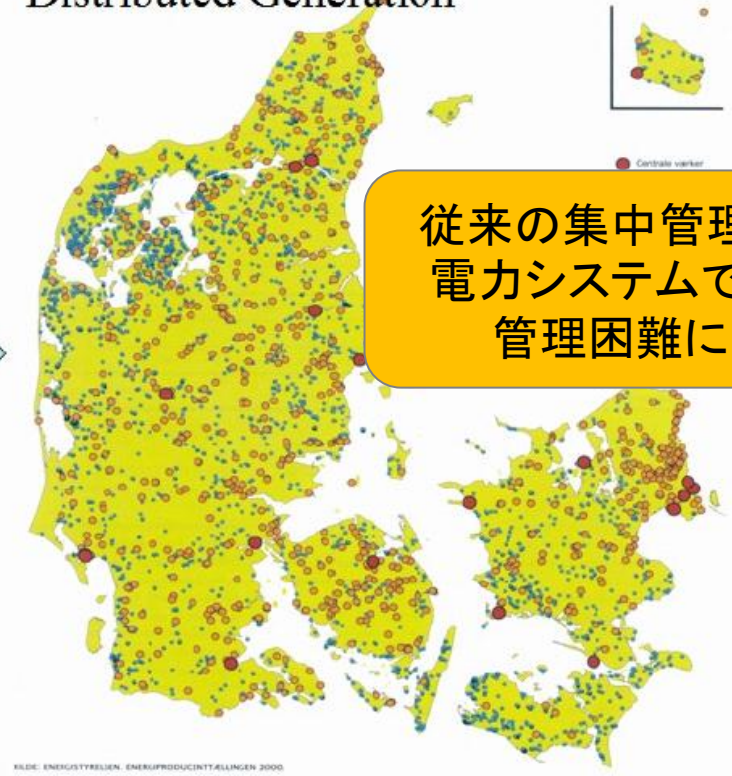 Distributed Generation
Centrale værker
従来の集中管理
電力システムで
管理困難に
KILDE: ENERGISTYRELSEN. ENERGIPRODUCENTTÆLLINGEN 2000.